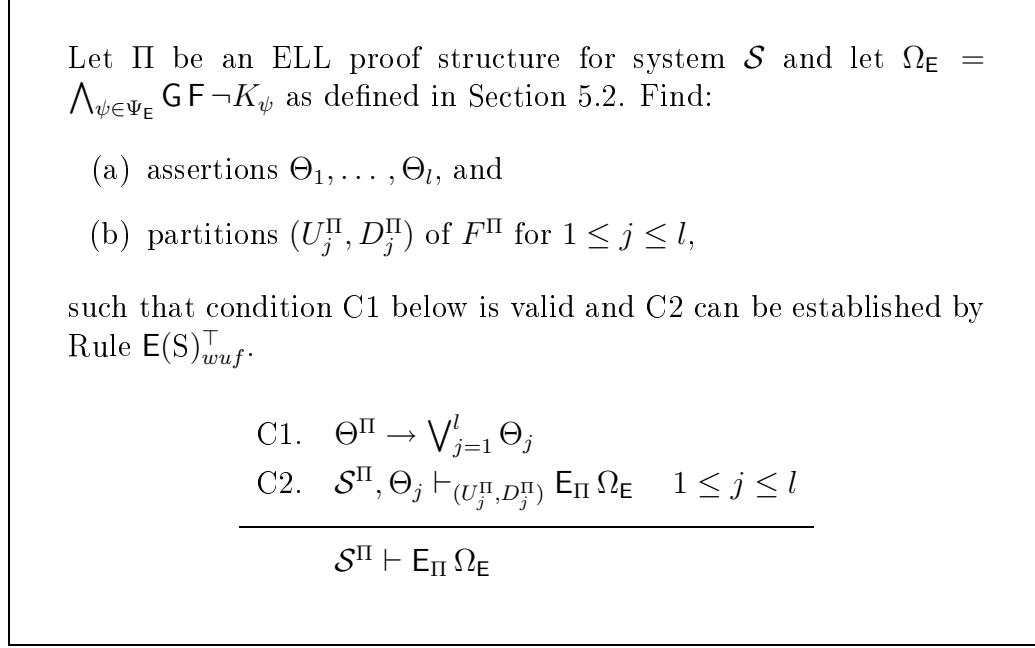 Let Π be an ELL proof structure for system 𝒮 and let Ω_E =
⋀_{ψ∈Ψ_E} G F ¬K_ψ as defined in Section 5.2. Find:
(a) assertions Θ_1, . . . , Θ_l, and
(b) partitions (U_j^Π, D_j^Π) of F^Π for 1 ≤ j ≤ l,
such that condition C1 below is valid and C2 can be established by
Rule E(S)_{wuf}^⊤.
C1. Θ^Π → ⋁_{j=1}^l Θ_j
C2. 𝒮^Π, Θ_j ⊢_{(U_j^Π, D_j^Π)} E_Π Ω_E 1 ≤ j ≤ l
𝒮^Π ⊢ E_Π Ω_E